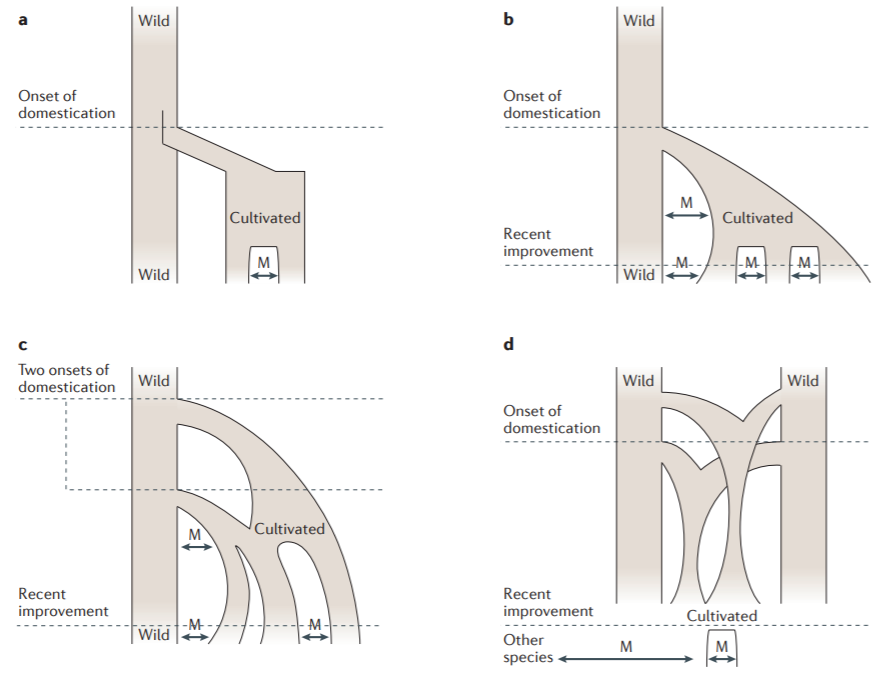 a
Wild
Onset of
domestication
Cultivated
M
Wild
b
Wild
Onset of
domestication
M
Cultivated
Recent
improvement
M
M
M
Wild
c
Two onsets of
domestication
Wild
Cultivated
M
Recent
improvement
M
M
Wild
d
Wild
Wild
Onset of
domestication
Recent
improvement
Cultivated
Other
species
M
M